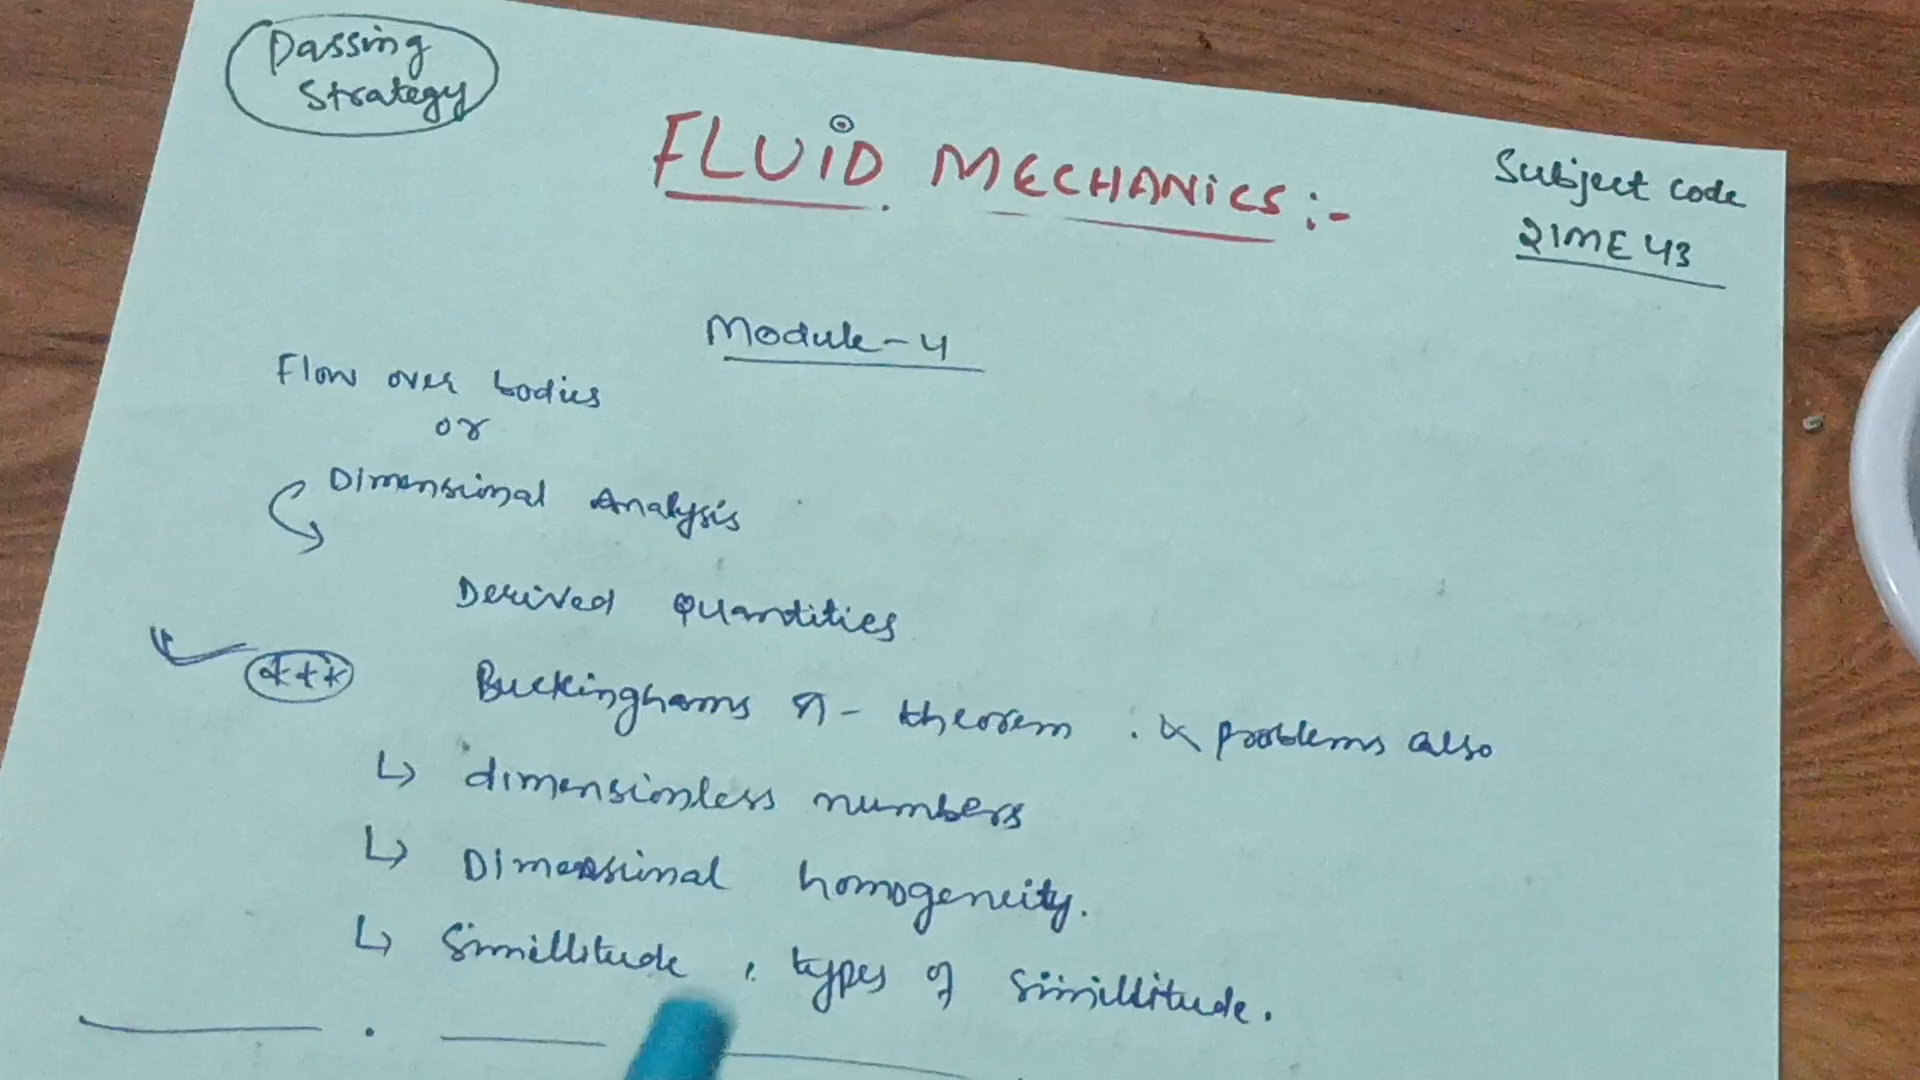 Passing
Strategy
FLUiD MECHANiCS :-
Subject code
21ME43
Module-4
Flow over bodies
or
Dimensional Analysis
Derived Quantities
*** Buckinghams π - theorem . & problems also
↳ dimensionless numbers
↳ Dimensional homogeneity.
↳ Simillitude , types of Simillitude.